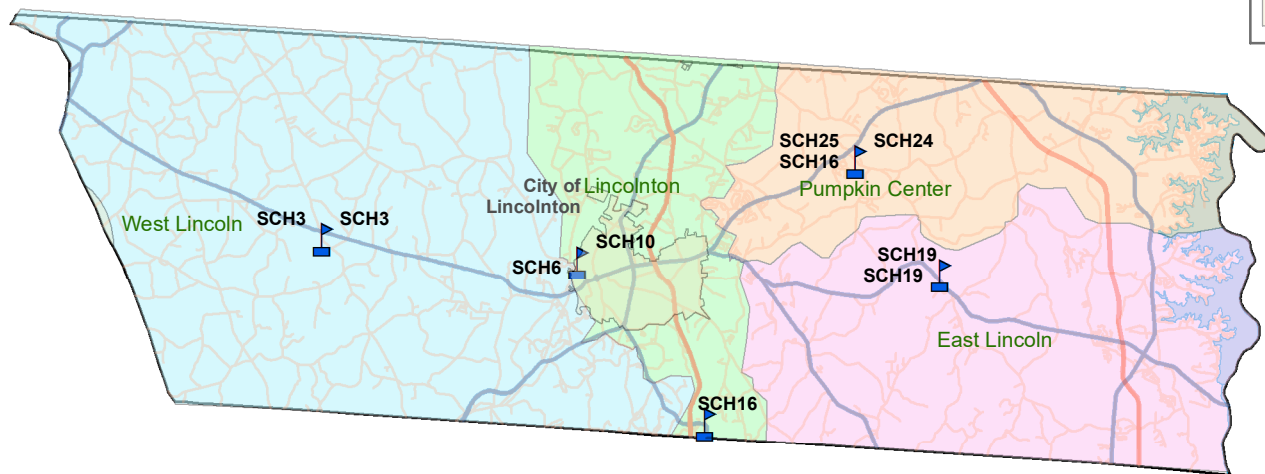 SCH25
SCH24
SCH16
Pumpkin Center
City of Lincolnton
Lincolnton
West Lincoln
SCH3
SCH3
SCH10
SCH6
SCH19
SCH19
East Lincoln
SCH16